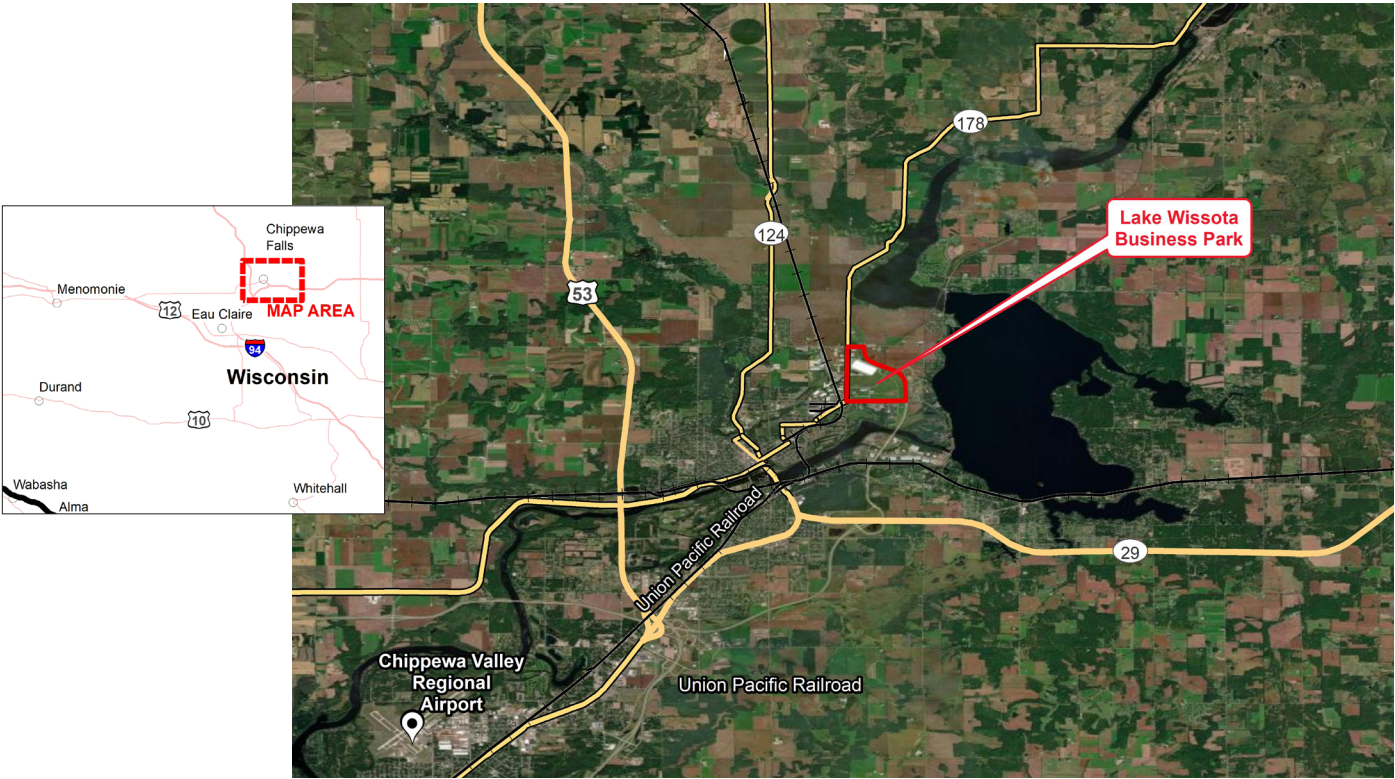 Chippewa
Falls
Menomonie
12
Eau Claire
MAP AREA
94
Wisconsin
Durand
10
Wabasha
Alma
Whitehall
178
Lake Wissota
Business Park
124
53
Union Pacific Railroad
29
Chippewa Valley
Regional
Airport
Union Pacific Railroad